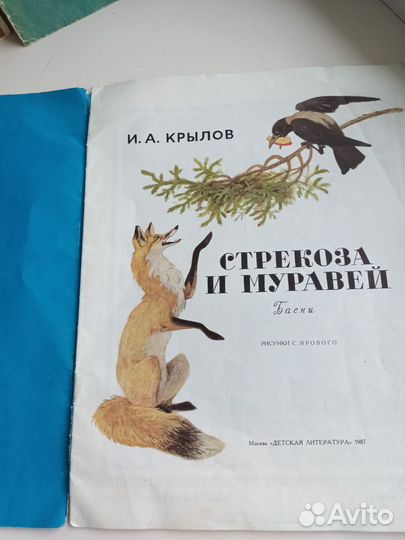 И. А. КРЫЛОВ
СТРЕКОЗА
И МУРАВЕЙ
Басни
РИСУНКИ С. ЯРОВОГО
Москва «ДЕТСКАЯ ЛИТЕРАТУРА» 1987
Avito